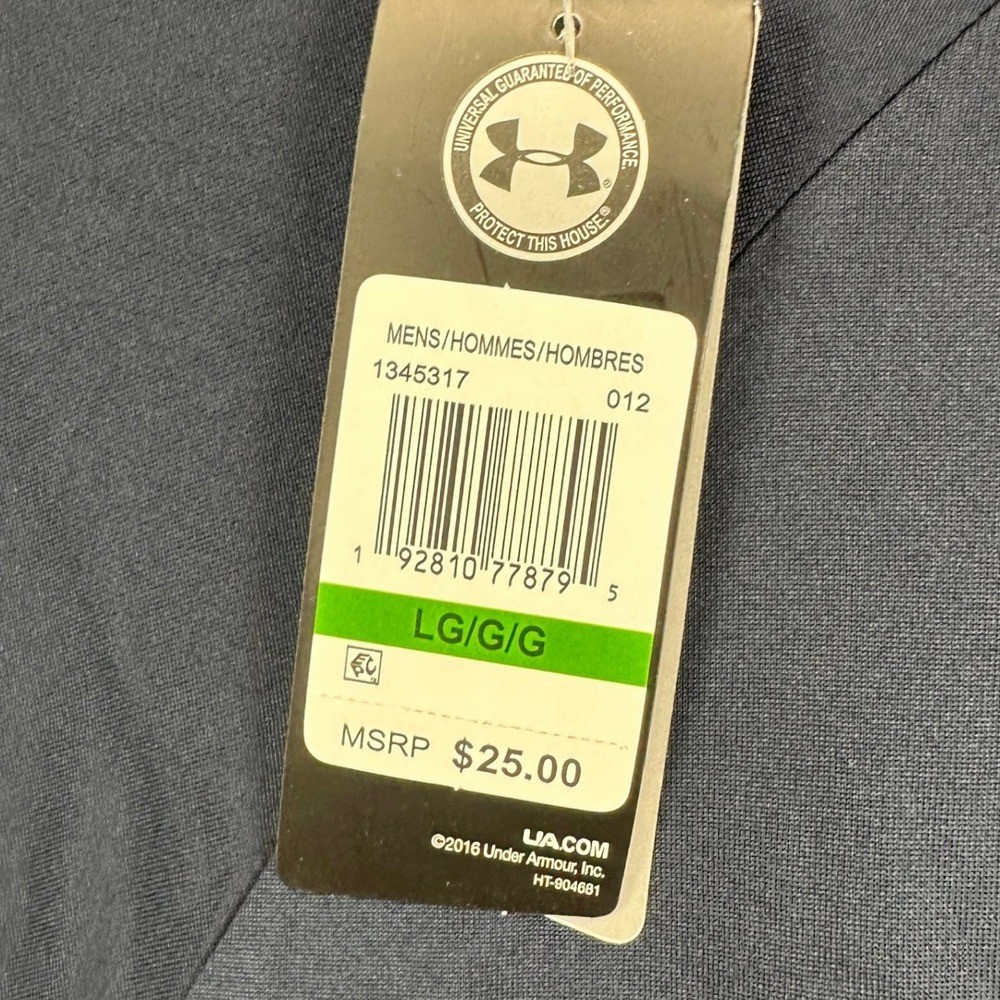 UNIVERSAL GUARANTEE OF PERFORMANCE.
PROTECT THIS HOUSE.®
®
MENS/HOMMES/HOMBRES
1345317 012
1 92810 77879 5
LG/G/G
MSRP $25.00
UA.COM
©2016 Under Armour, Inc.
HT-904681